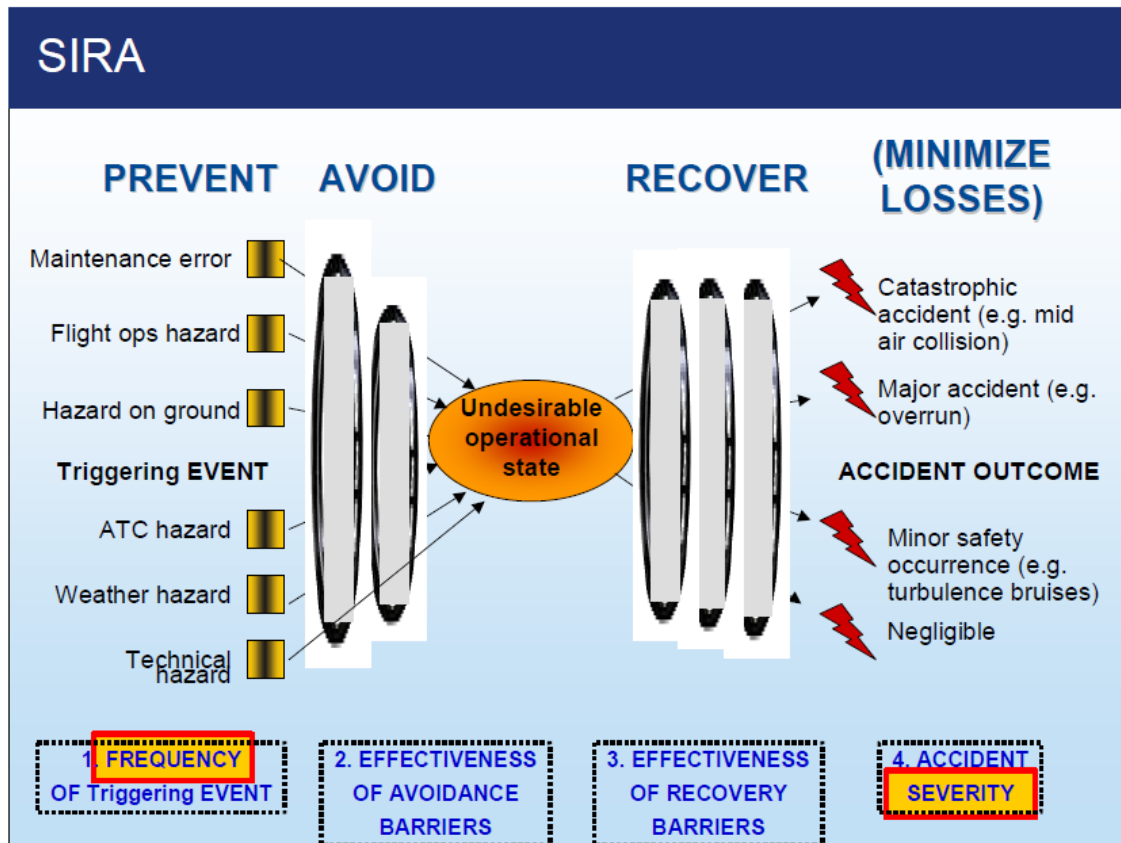 SIRA
PREVENT
AVOID
RECOVER
(MINIMIZE
LOSSES)
Maintenance error
Flight ops hazard
Hazard on ground
Triggering EVENT
ATC hazard
Weather hazard
Technical
hazard
Undesirable
operational
state
Catastrophic
accident (e.g. mid
air collision)
Major accident (e.g.
overrun)
ACCIDENT OUTCOME
Minor safety
occurrence (e.g.
turbulence bruises)
Negligible
1. FREQUENCY
OF Triggering EVENT
2. EFFECTIVENESS
OF AVOIDANCE
BARRIERS
3. EFFECTIVENESS
OF RECOVERY
BARRIERS
4. ACCIDENT
SEVERITY